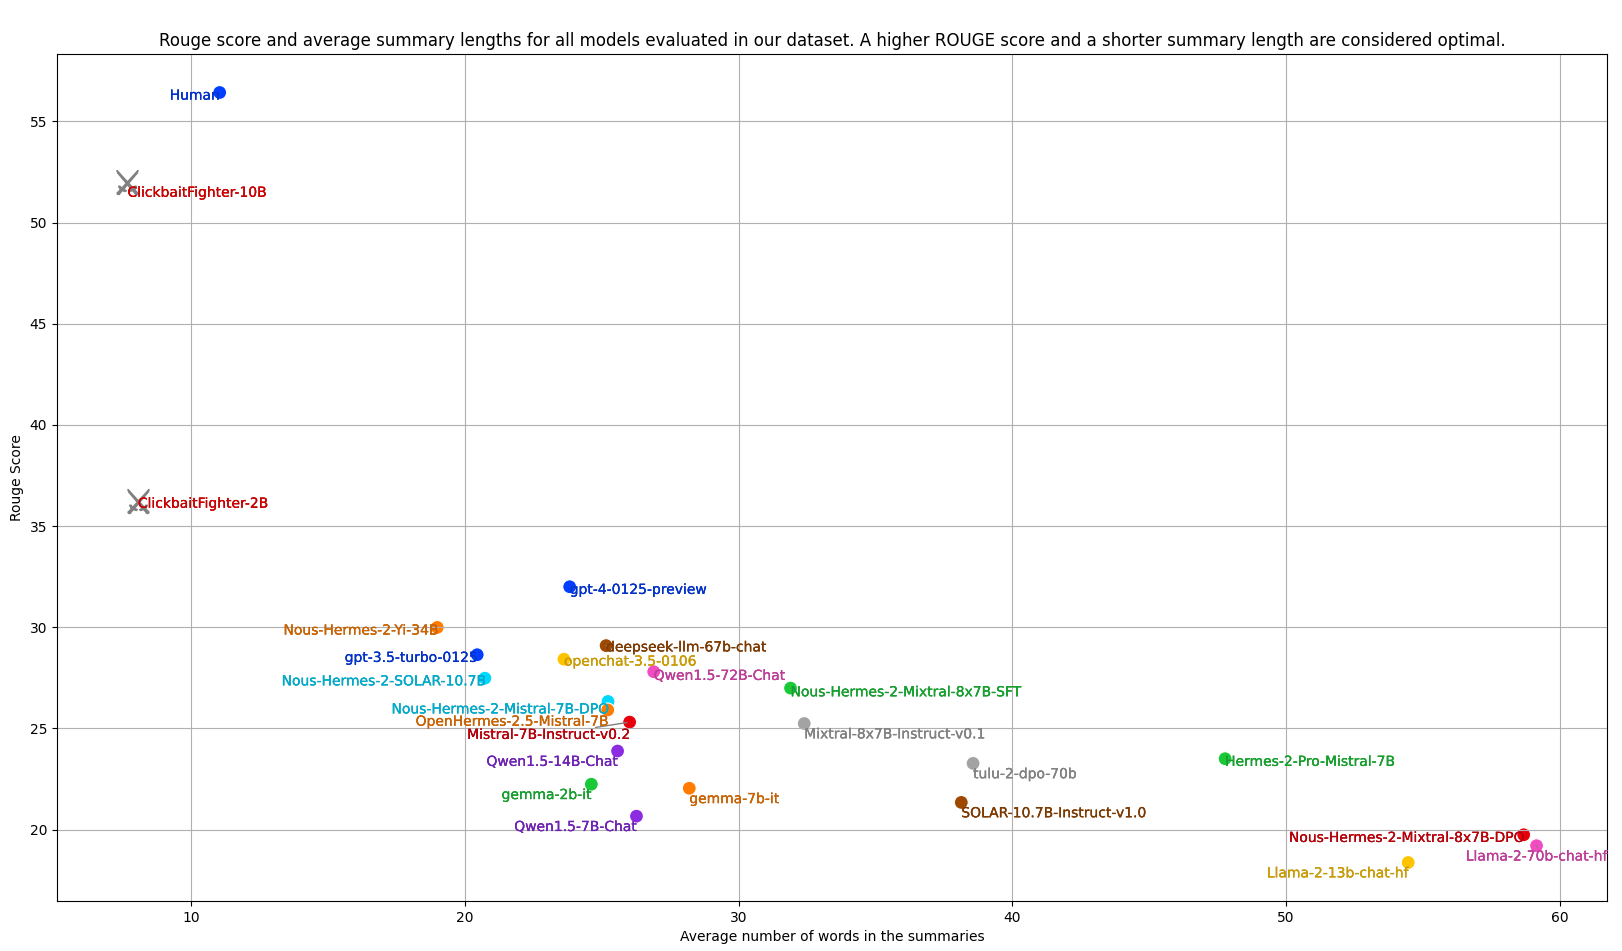 Rouge score and average summary lengths for all models evaluated in our dataset. A higher ROUGE score and a shorter summary length are considered optimal.
Human
55
ClickbaitFighter-10B
50
45
40
Rouge Score
ClickbaitFighter-2B
35
gpt-4-0125-preview
30
Nous-Hermes-2-Yi-34B
deepseek-llm-67b-chat
gpt-3.5-turbo-0125
openchat-3.5-0106
Qwen1.5-72B-Chat
Nous-Hermes-2-SOLAR-10.7B
Nous-Hermes-2-Mixtral-8x7B-SFT
Nous-Hermes-2-Mistral-7B-DPO
OpenHermes-2.5-Mistral-7B
25
Mistral-7B-Instruct-v0.2
Mixtral-8x7B-Instruct-v0.1
Qwen1.5-14B-Chat
Hermes-2-Pro-Mistral-7B
tulu-2-dpo-70b
gemma-2b-it
gemma-7b-it
SOLAR-10.7B-Instruct-v1.0
Qwen1.5-7B-Chat
20
Nous-Hermes-2-Mixtral-8x7B-DPO
Llama-2-70b-chat-hf
Llama-2-13b-chat-hf
10 20 30 40 50 60
Average number of words in the summaries